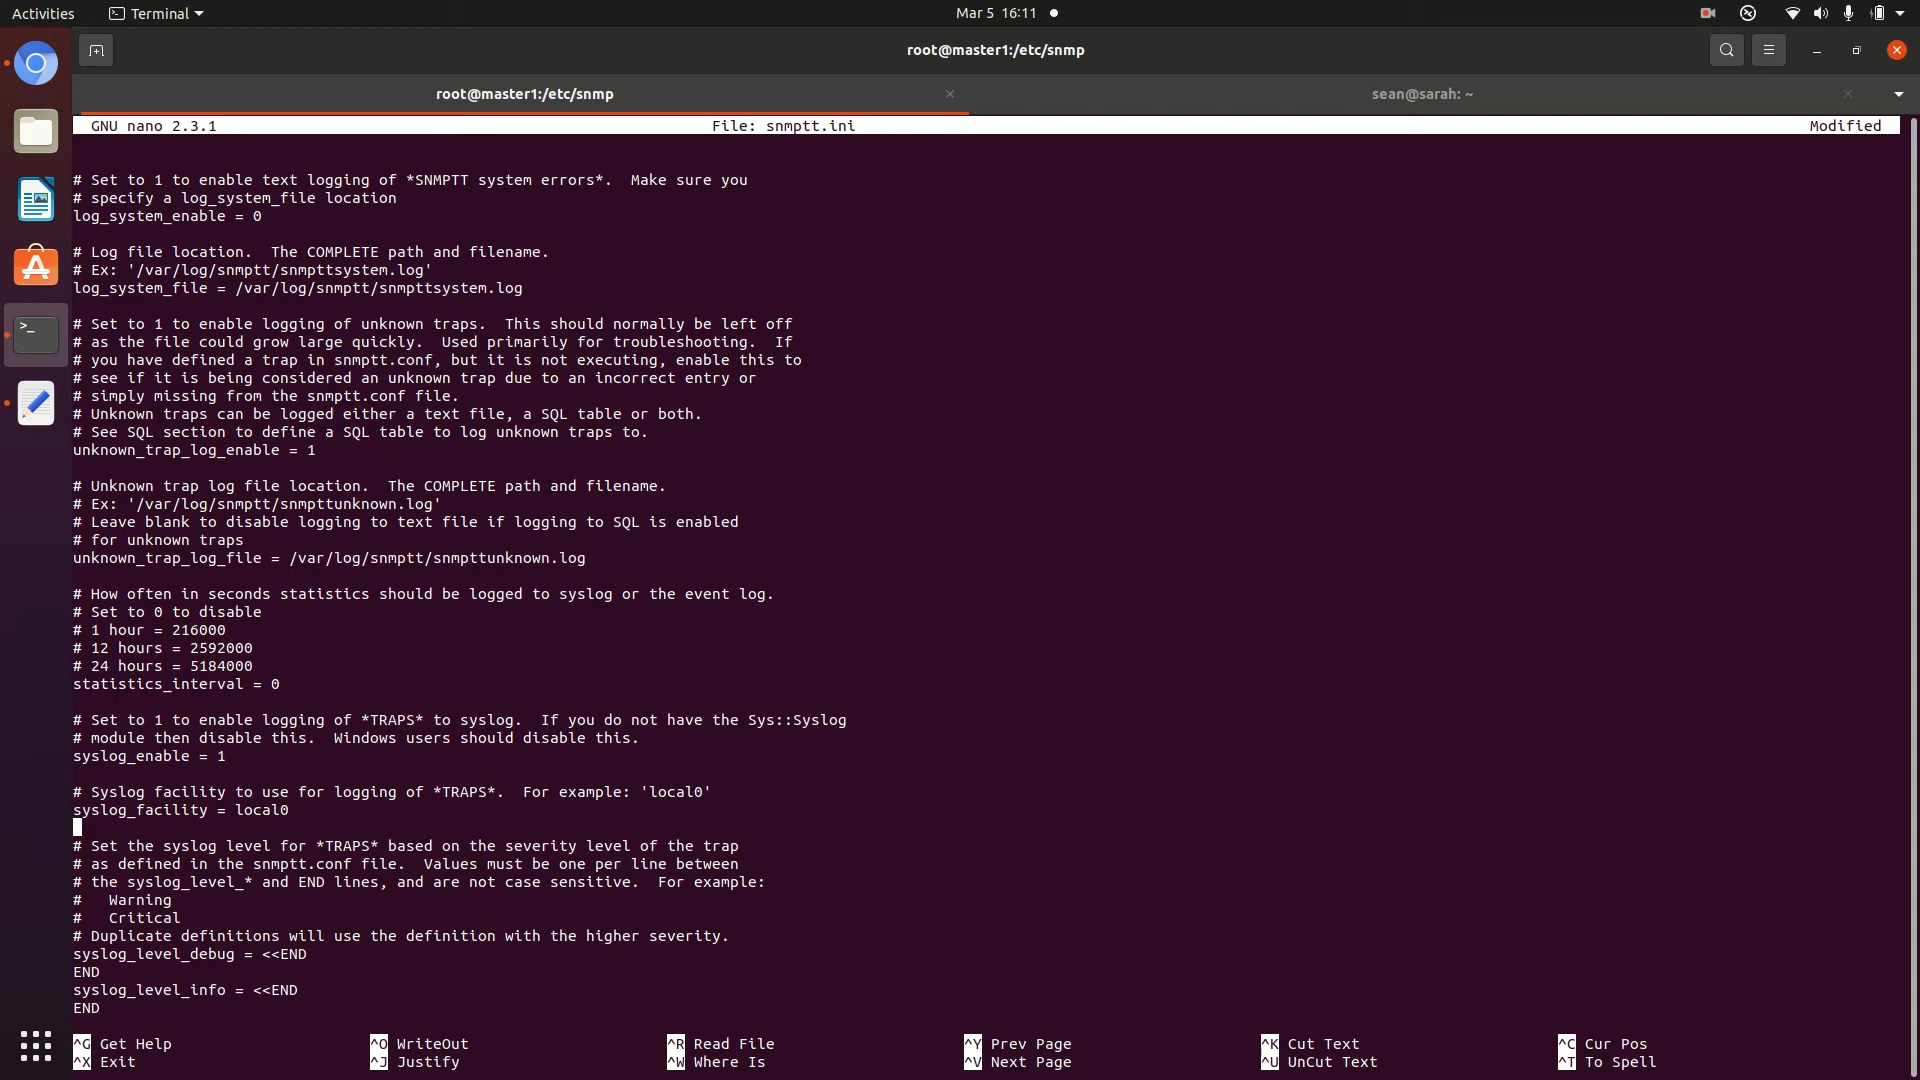 Activities Terminal Mar 5 16:11
root@master1:/etc/snmp
root@master1:/etc/snmp sean@sarah: ~
GNU nano 2.3.1 File: snmptt.ini Modified
# Set to 1 to enable text logging of *SNMPTT system errors*.  Make sure you
# specify a log_system_file location
log_system_enable = 0
# Log file location.  The COMPLETE path and filename.
# Ex: '/var/log/snmptt/snmpttsystem.log'
log_system_file = /var/log/snmptt/snmpttsystem.log
# Set to 1 to enable logging of unknown traps.  This should normally be left off
# as the file could grow large quickly.  Used primarily for troubleshooting.  If
# you have defined a trap in snmptt.conf, but it is not executing, enable this to
# see if it is being considered an unknown trap due to an incorrect entry or
# simply missing from the snmptt.conf file.
# Unknown traps can be logged either a text file, a SQL table or both.
# See SQL section to define a SQL table to log unknown traps to.
unknown_trap_log_enable = 1
# Unknown trap log file location.  The COMPLETE path and filename.
# Ex: '/var/log/snmptt/snmpttunknown.log'
# Leave blank to disable logging to text file if logging to SQL is enabled
# for unknown traps
unknown_trap_log_file = /var/log/snmptt/snmpttunknown.log
# How often in seconds statistics should be logged to syslog or the event log.
# Set to 0 to disable
# 1 hour = 216000
# 12 hours = 2592000
# 24 hours = 5184000
statistics_interval = 0
# Set to 1 to enable logging of *TRAPS* to syslog.  If you do not have the Sys::Syslog
# module then disable this.  Windows users should disable this.
syslog_enable = 1
# Syslog facility to use for logging of *TRAPS*.  For example: 'local0'
syslog_facility = local0
# Set the syslog level for *TRAPS* based on the severity level of the trap
# as defined in the snmptt.conf file.  Values must be one per line between
# the syslog_level_* and END lines, and are not case sensitive.  For example:
#   Warning
#   Critical
# Duplicate definitions will use the definition with the higher severity.
syslog_level_debug = <<END
END
syslog_level_info = <<END
END
^G Get Help ^O WriteOut ^R Read File ^Y Prev Page ^K Cut Text ^C Cur Pos
^X Exit ^J Justify ^W Where Is ^V Next Page ^U UnCut Text ^T To Spell